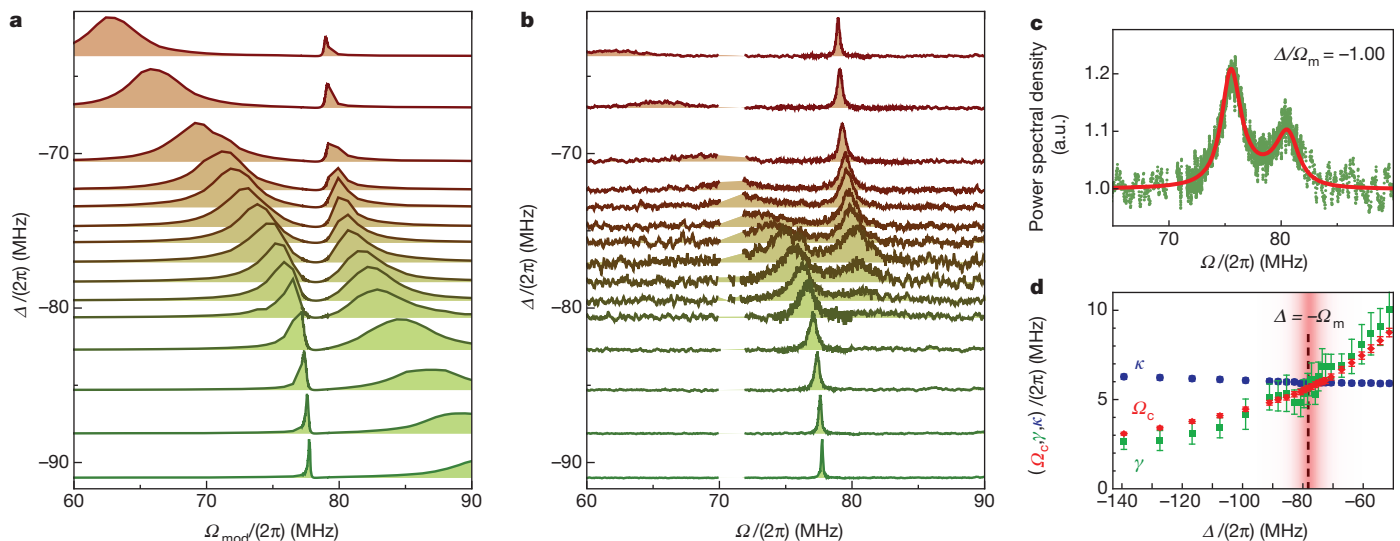 a
Δ/(2π) (MHz)
−70
−80
−90
60
70
80
90
Ω_mod/(2π) (MHz)
b
Δ/(2π) (MHz)
−70
−80
−90
60
70
80
90
Ω/(2π) (MHz)
c
Power spectral density
(a.u.)
1.2
1.1
1.0
Δ/Ω_m = −1.00
70
80
Ω/(2π) (MHz)
d
(Ω_c,γ,κ)/(2π) (MHz)
10
5
0
Δ = −Ω_m
κ
Ω_c
γ
−140
−120
−100
−80
−60
Δ/(2π) (MHz)